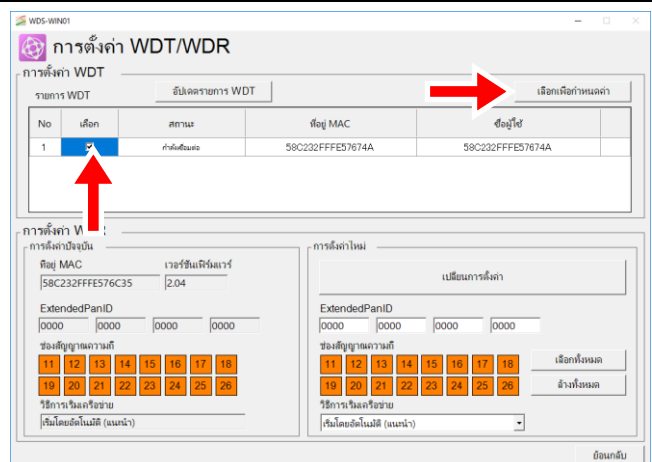 WDS-WIN01
การตั้งค่า WDT/WDR
การตั้งค่า WDT
รายการ WDT อัปเดตรายการ WDT เลือกเพื่อกำหนดค่า
No เลือก สถานะ ที่อยู่ MAC ชื่อผู้ใช้
1 กำลังเชื่อมต่อ 58C232FFFE57674A 58C232FFFE57674A
การตั้งค่า
การตั้งค่าปัจจุบัน การตั้งค่าใหม่
ที่อยู่ MAC เวอร์ชันเฟิร์มแวร์
58C232FFFE576C35 2.04 เปลี่ยนการตั้งค่า
ExtendedPanID ExtendedPanID
0000 0000 0000 0000 0000 0000 0000 0000
ช่องสัญญาณความถี่ ช่องสัญญาณความถี่
11 12 13 14 15 16 17 18 11 12 13 14 15 16 17 18 เลือกทั้งหมด
19 20 21 22 23 24 25 26 19 20 21 22 23 24 25 26 ล้างทั้งหมด
วิธีการเริ่มเครือข่าย วิธีการเริ่มเครือข่าย
เริ่มโดยอัตโนมัติ (แนะนำ) เริ่มโดยอัตโนมัติ (แนะนำ)
ย้อนกลับ